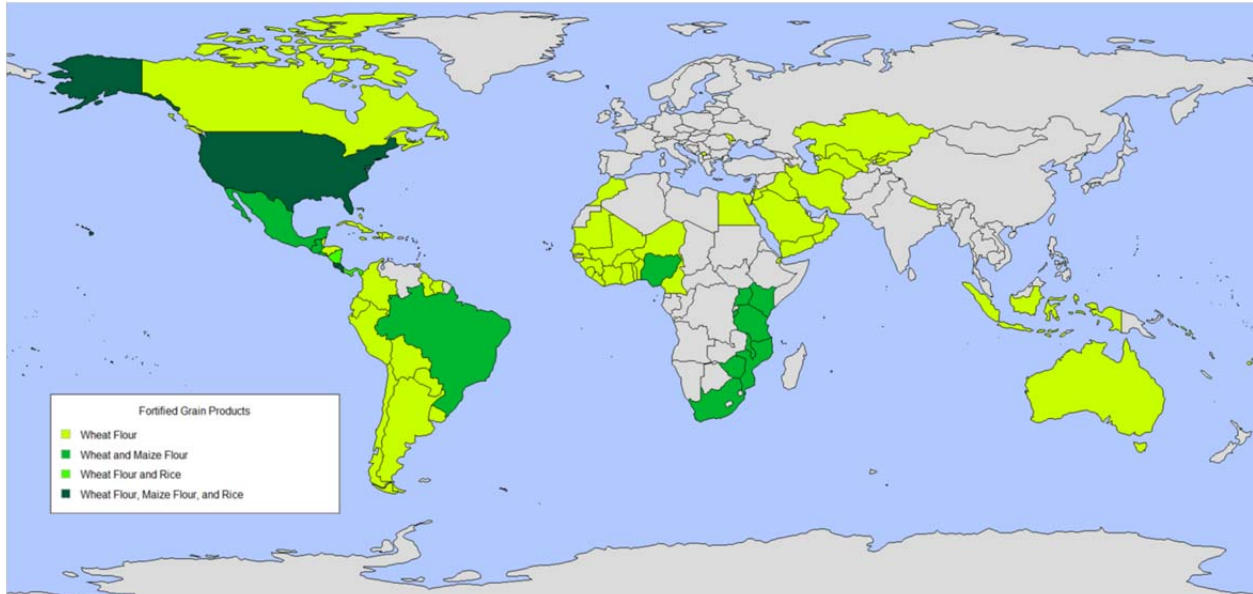 Fortified Grain Products
Wheat Flour
Wheat and Maize Flour
Wheat Flour and Rice
Wheat Flour, Maize Flour, and Rice